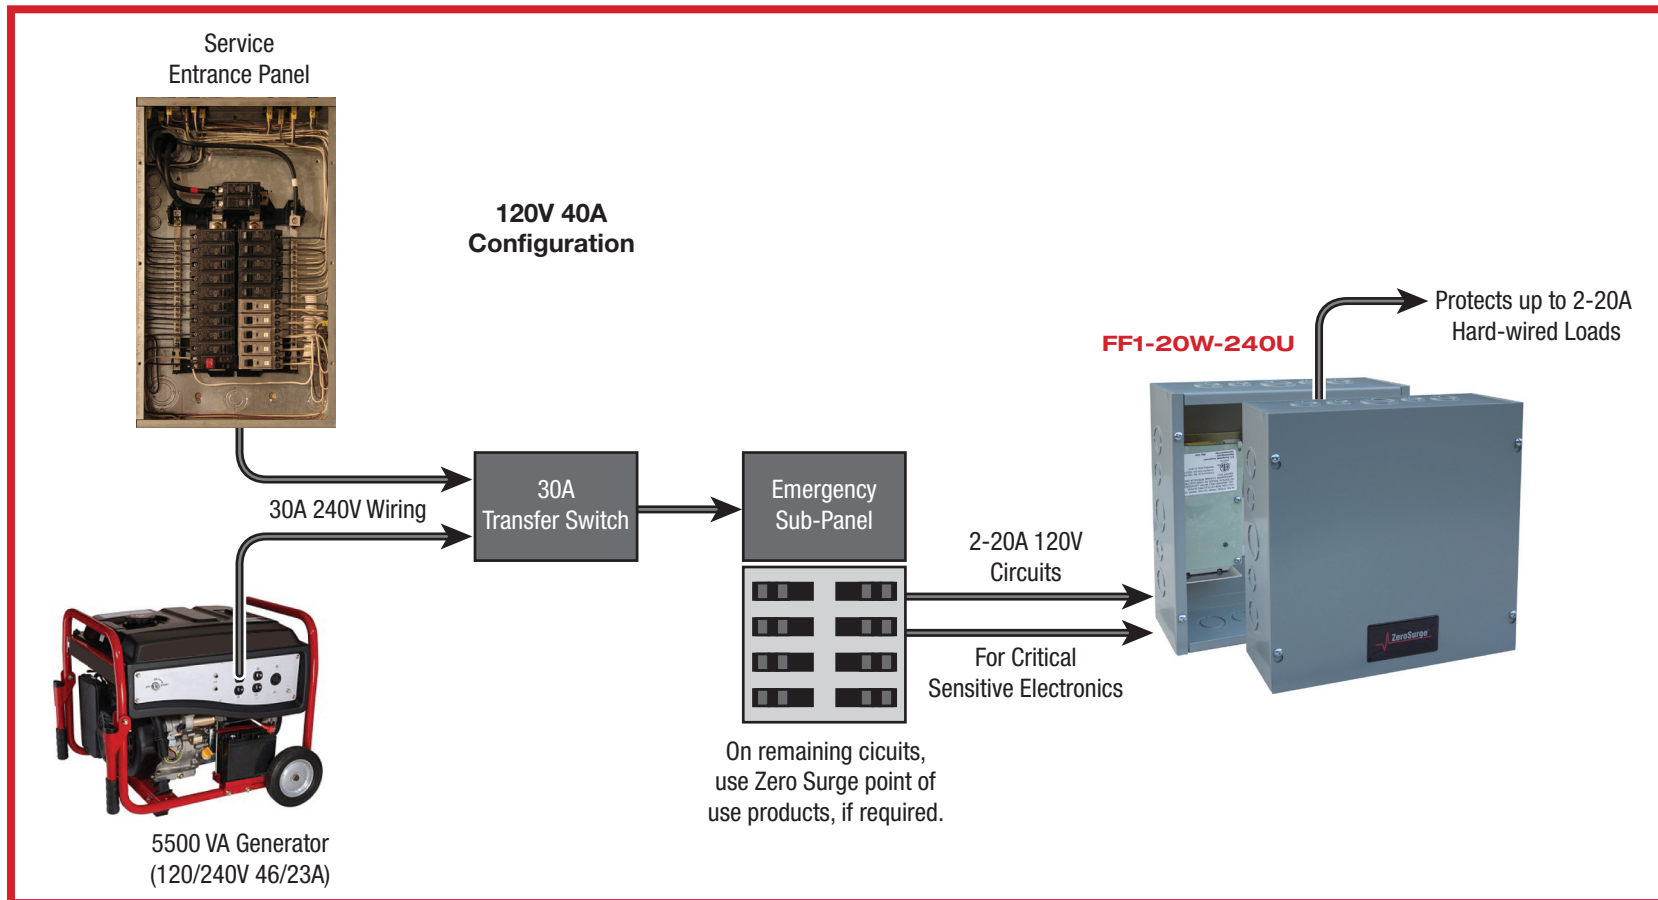 Service
Entrance Panel
120V 40A
Configuration
Protects up to 2-20A
Hard-wired Loads
FF1-20W-240U
30A 240V Wiring
30A
Transfer Switch
Emergency
Sub-Panel
2-20A 120V
Circuits
For Critical
Sensitive Electronics
ZeroSurge
On remaining cicuits,
use Zero Surge point of
use products, if required.
5500 VA Generator
(120/240V 46/23A)